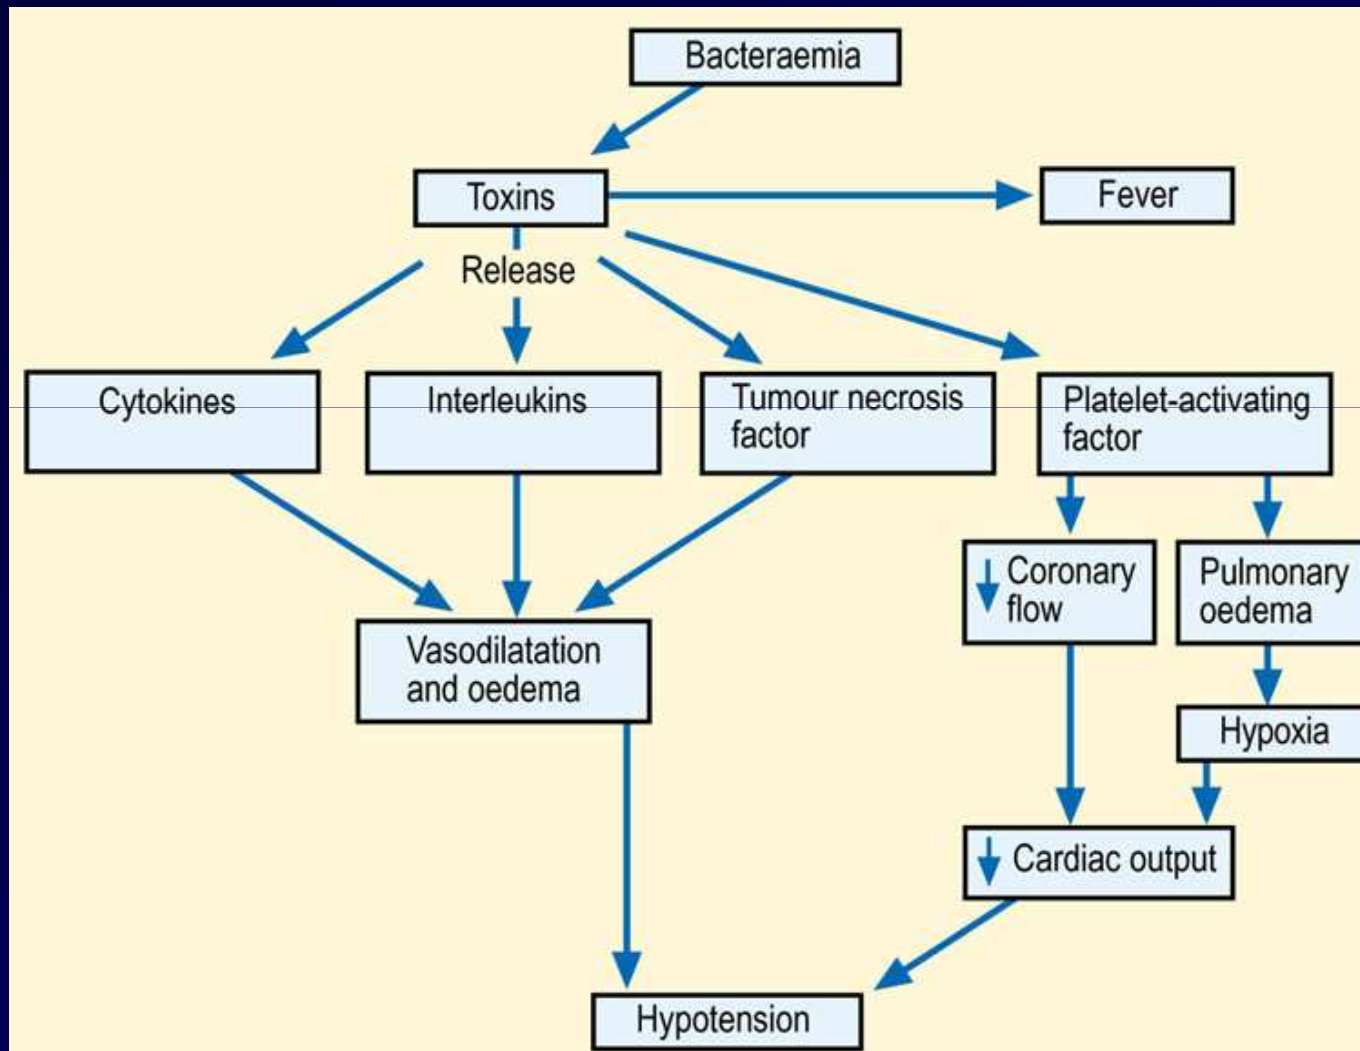 Bacteraemia
Toxins
Fever
Release
Cytokines
Interleukins
Tumour necrosis
factor
Platelet-activating
factor
Coronary
flow
Pulmonary
oedema
Vasodilatation
and oedema
Hypoxia
Cardiac output
Hypotension